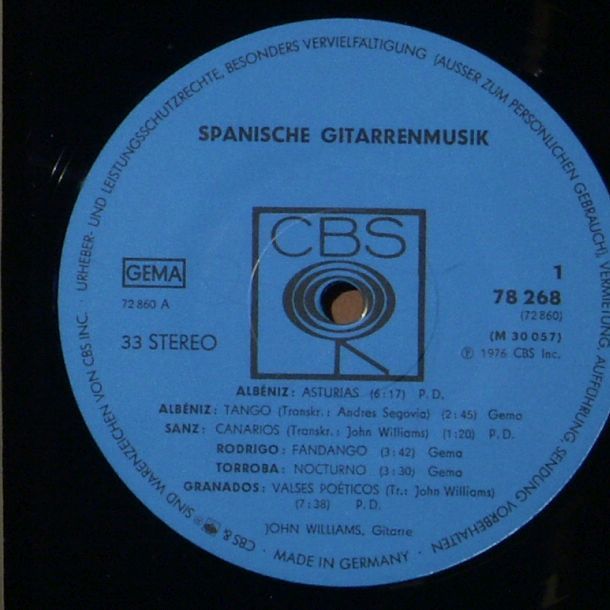 URHEBER- UND LEISTUNGSSCHUTZRECHTE, BESONDERS VERVIELFÄLTIGUNG (AUSSER ZUM PERSÖNLICHEN GEBRAUCH), VERMIETUNG, AUFFÜHRUNG, SENDUNG VORBEHALTEN
SPANISCHE GITARRENMUSIK
CBS
GEMA
72 860 A
33 STEREO
1
78 268
(72 860)
(M 30 057)
Ⓟ 1976 CBS Inc.
ALBÉNIZ: ASTURIAS (6:17) P. D.
ALBÉNIZ: TANGO (Transkr.: Andres Segovia) (2:45) Gema
SANZ: CANARIOS (Transkr.: John Williams) (1:20) P. D.
RODRIGO: FANDANGO (3:42) Gema
TORROBA: NOCTURNO (3:30) Gema
GRANADOS: VALSES POÉTICOS (Tr.: John Williams)
(7:38) P. D.
JOHN WILLIAMS, Gitarre
CBS & ® SIND WARENZEICHEN VON CBS INC.
MADE IN GERMANY